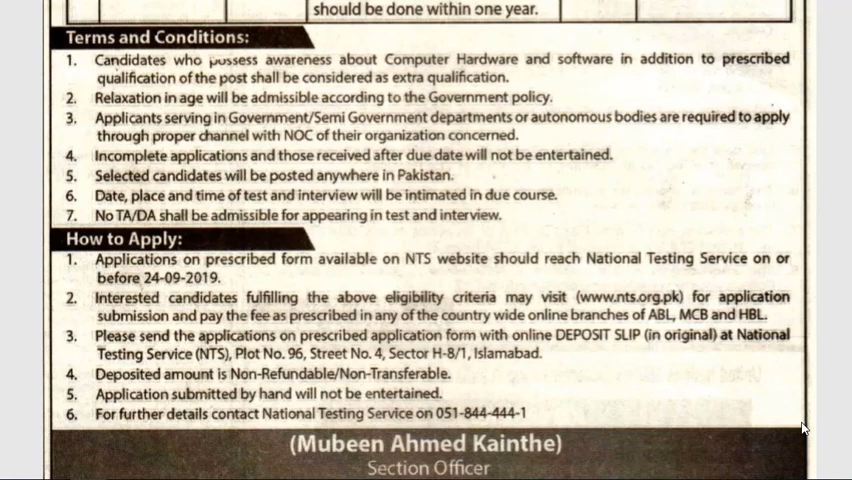 should be done within one year.
Terms and Conditions:
1. Candidates who possess awareness about Computer Hardware and software in addition to prescribed
qualification of the post shall be considered as extra qualification.
2. Relaxation in age will be admissible according to the Government policy.
3. Applicants serving in Government/Semi Government departments or autonomous bodies are required to apply
through proper channel with NOC of their organization concerned.
4. Incomplete applications and those received after due date will not be entertained.
5. Selected candidates will be posted anywhere in Pakistan.
6. Date, place and time of test and interview will be intimated in due course.
7. No TA/DA shall be admissible for appearing in test and interview.
How to Apply:
1. Applications on prescribed form available on NTS website should reach National Testing Service on or
before 24-09-2019.
2. Interested candidates fulfilling the above eligibility criteria may visit (www.nts.org.pk) for application
submission and pay the fee as prescribed in any of the country wide online branches of ABL, MCB and HBL.
3. Please send the applications on prescribed application form with online DEPOSIT SLIP (in original) at National
Testing Service (NTS), Plot No. 96, Street No. 4, Sector H-8/1, Islamabad.
4. Deposited amount is Non-Refundable/Non-Transferable.
5. Application submitted by hand will not be entertained.
6. For further details contact National Testing Service on 051-844-444-1
(Mubeen Ahmed Kainthe)
Section Officer